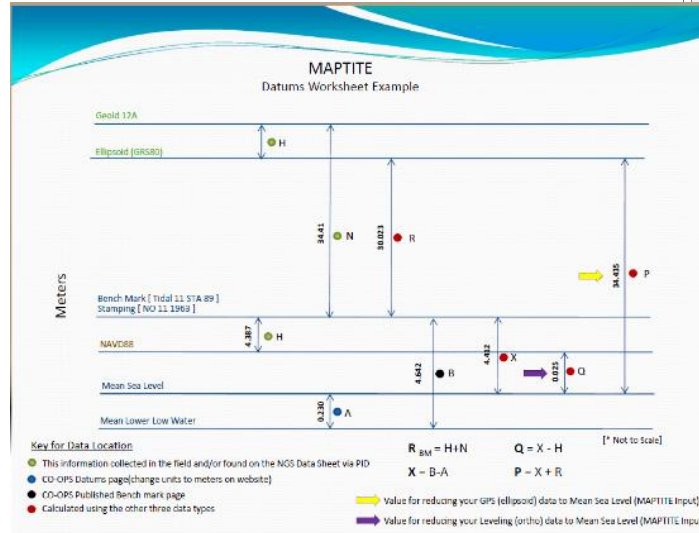 MAPTITE
Datums Worksheet Example
Geoid 12A
H
Ellipsoid (GRS80)
34.41
N
30.023
R
34.435
P
Meters
Bench Mark [ Tidal 11 STA 89 ]
Stamping [ NO 11 1963 ]
4.387
H
NAVD88
4.642
B
4.412
X
0.025
Q
Mean Sea Level
0.230
A
Mean Lower Low Water
[* Not to Scale]
Key for Data Location
This information collected in the field and/or found on the NGS Data Sheet via PID
CO-OPS Datums page(change units to meters on website)
CO-OPS Published Bench mark page
Calculated using the other three data types
R BM = H+N
Q = X - H
X = B-A
P = X + R
Value for reducing your GPS (ellipsoid) data to Mean Sea Level (MAPTITE Input)
Value for reducing your Leveling (ortho) data to Mean Sea Level (MAPTITE Input